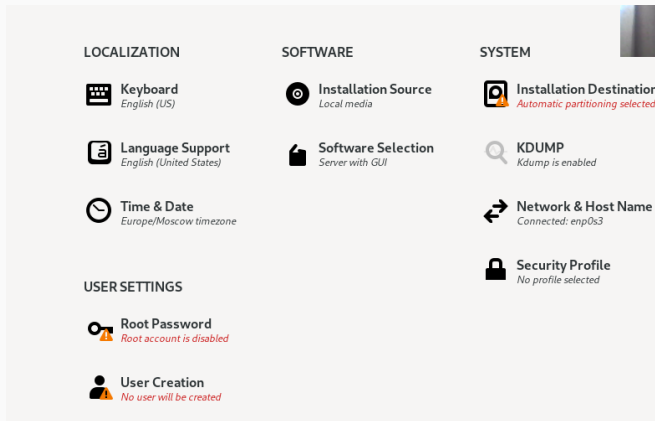 LOCALIZATION
Keyboard
English (US)
Language Support
English (United States)
Time & Date
Europe/Moscow timezone
USER SETTINGS
Root Password
Root account is disabled
User Creation
No user will be created
SOFTWARE
Installation Source
Local media
Software Selection
Server with GUI
SYSTEM
Installation Destination
Automatic partitioning selected
KDUMP
Kdump is enabled
Network & Host Name
Connected: enp0s3
Security Profile
No profile selected